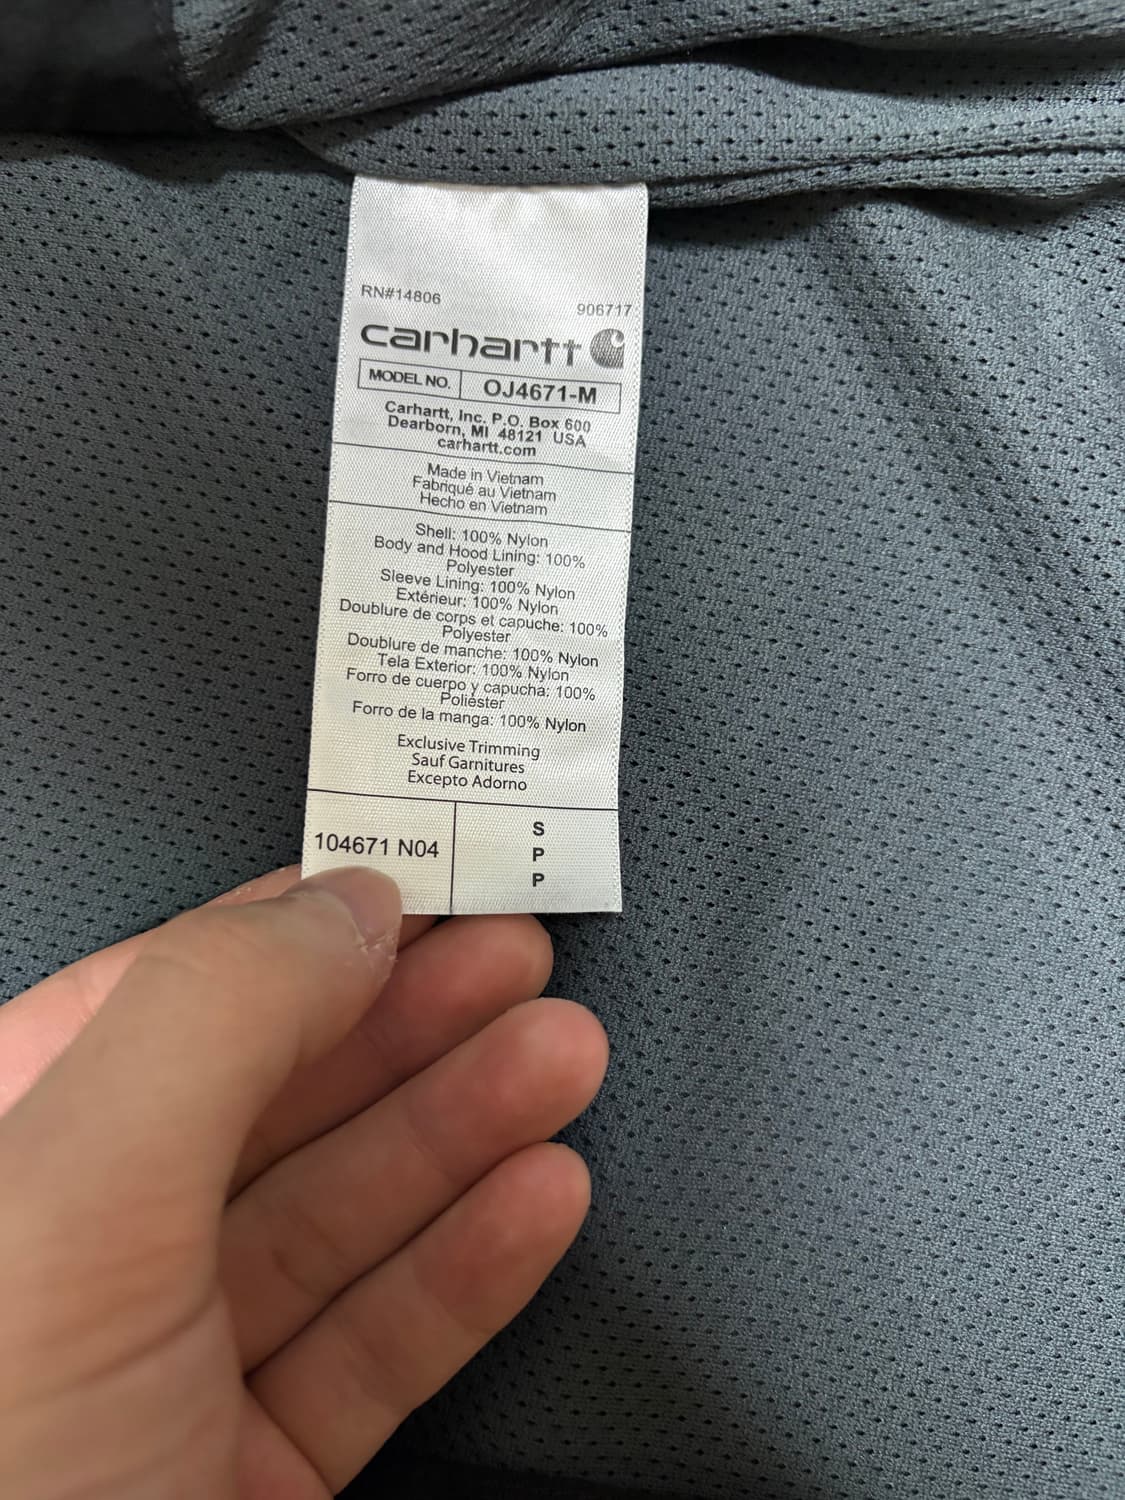 RN#14806
906717
carhartt
MODEL NO. OJ4671-M
Carhartt, Inc. P.O. Box 600
Dearborn, MI 48121 USA
carhartt.com
Made in Vietnam
Fabriqué au Vietnam
Hecho en Vietnam
Shell: 100% Nylon
Body and Hood Lining: 100%
Polyester
Sleeve Lining: 100% Nylon
Extérieur: 100% Nylon
Doublure de corps et capuche: 100%
Polyester
Doublure de manche: 100% Nylon
Tela Exterior: 100% Nylon
Forro de cuerpo y capucha: 100%
Poliéster
Forro de la manga: 100% Nylon
Exclusive Trimming
Sauf Garnitures
Excepto Adorno
104671 N04
S
P
P